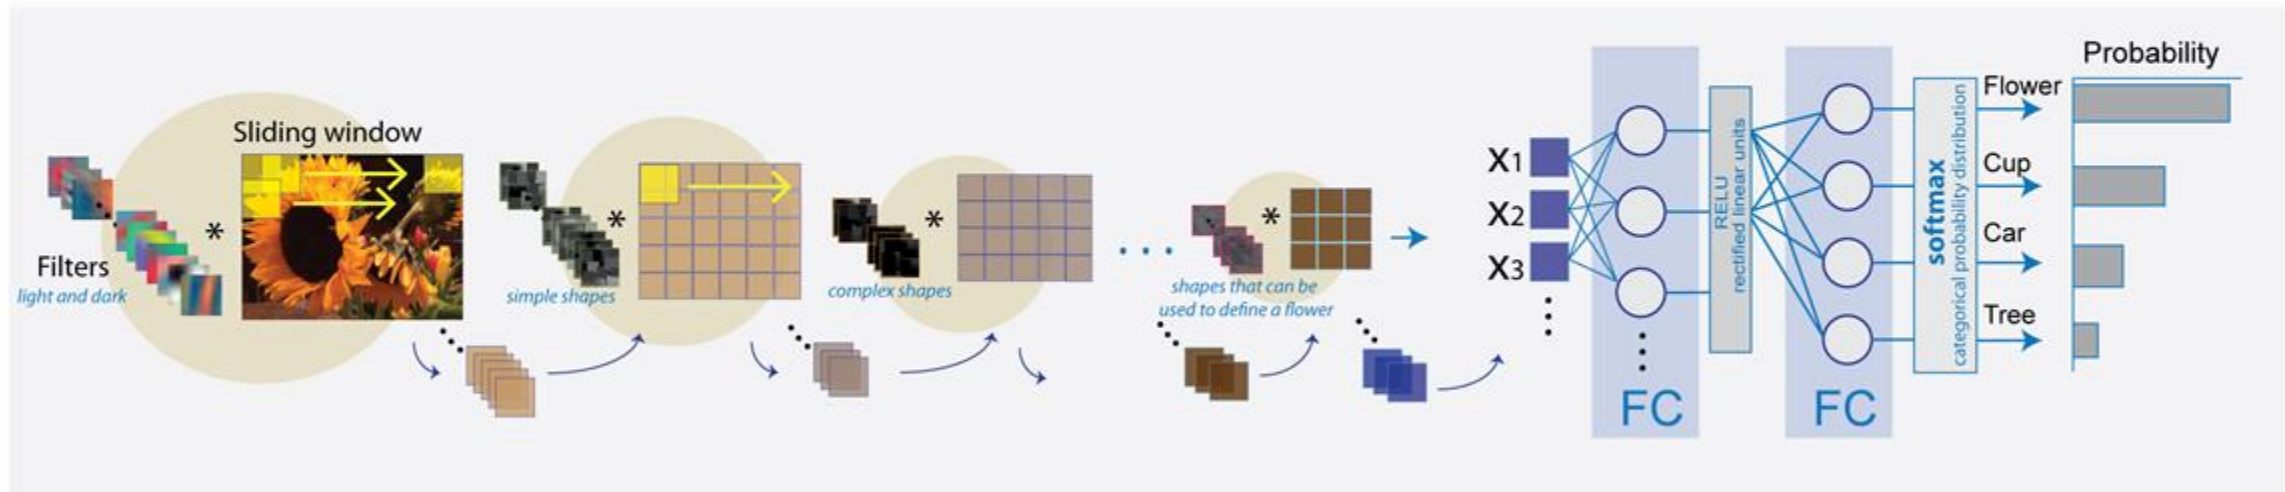 Sliding window
*
Filters
light and dark
*
simple shapes
*
complex shapes
*
shapes that can be
used to define a flower
X1
X2
X3
FC
RELU
rectified linear units
FC
softmax
categorical probability distribution
Flower
Cup
Car
Tree
Probability